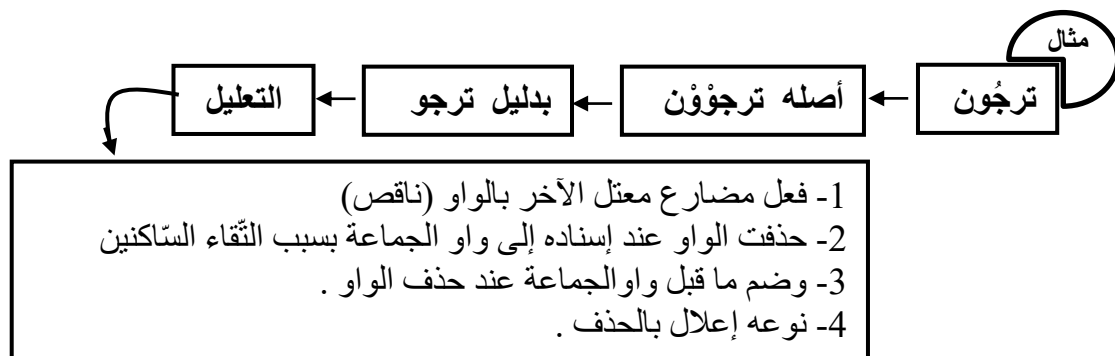 مثال
ترجُون
أصله ترجوْوْن
بدليل ترجو
التعليل
1- فعل مضارع معتل الآخر بالواو (ناقص)
2- حذفت الواو عند إسناده إلى واو الجماعة بسبب التّقاء السّاكنين
3- وضم ما قبل واوالجماعة عند حذف الواو .
4- نوعه إعلال بالحذف .